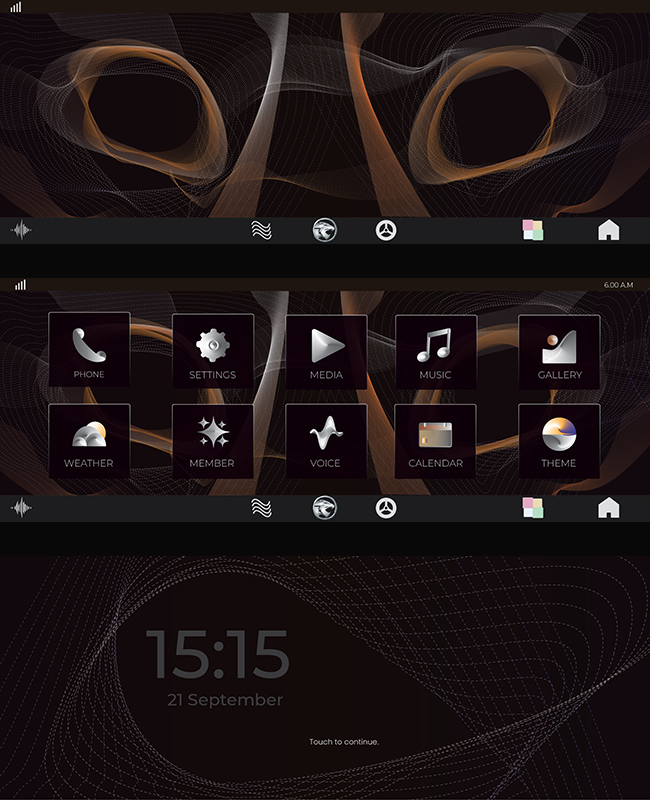 6.00 A.M
PHONE
SETTINGS
MEDIA
MUSIC
GALLERY
WEATHER
MEMBER
VOICE
CALENDAR
THEME
15:15
21 September
Touch to continue.